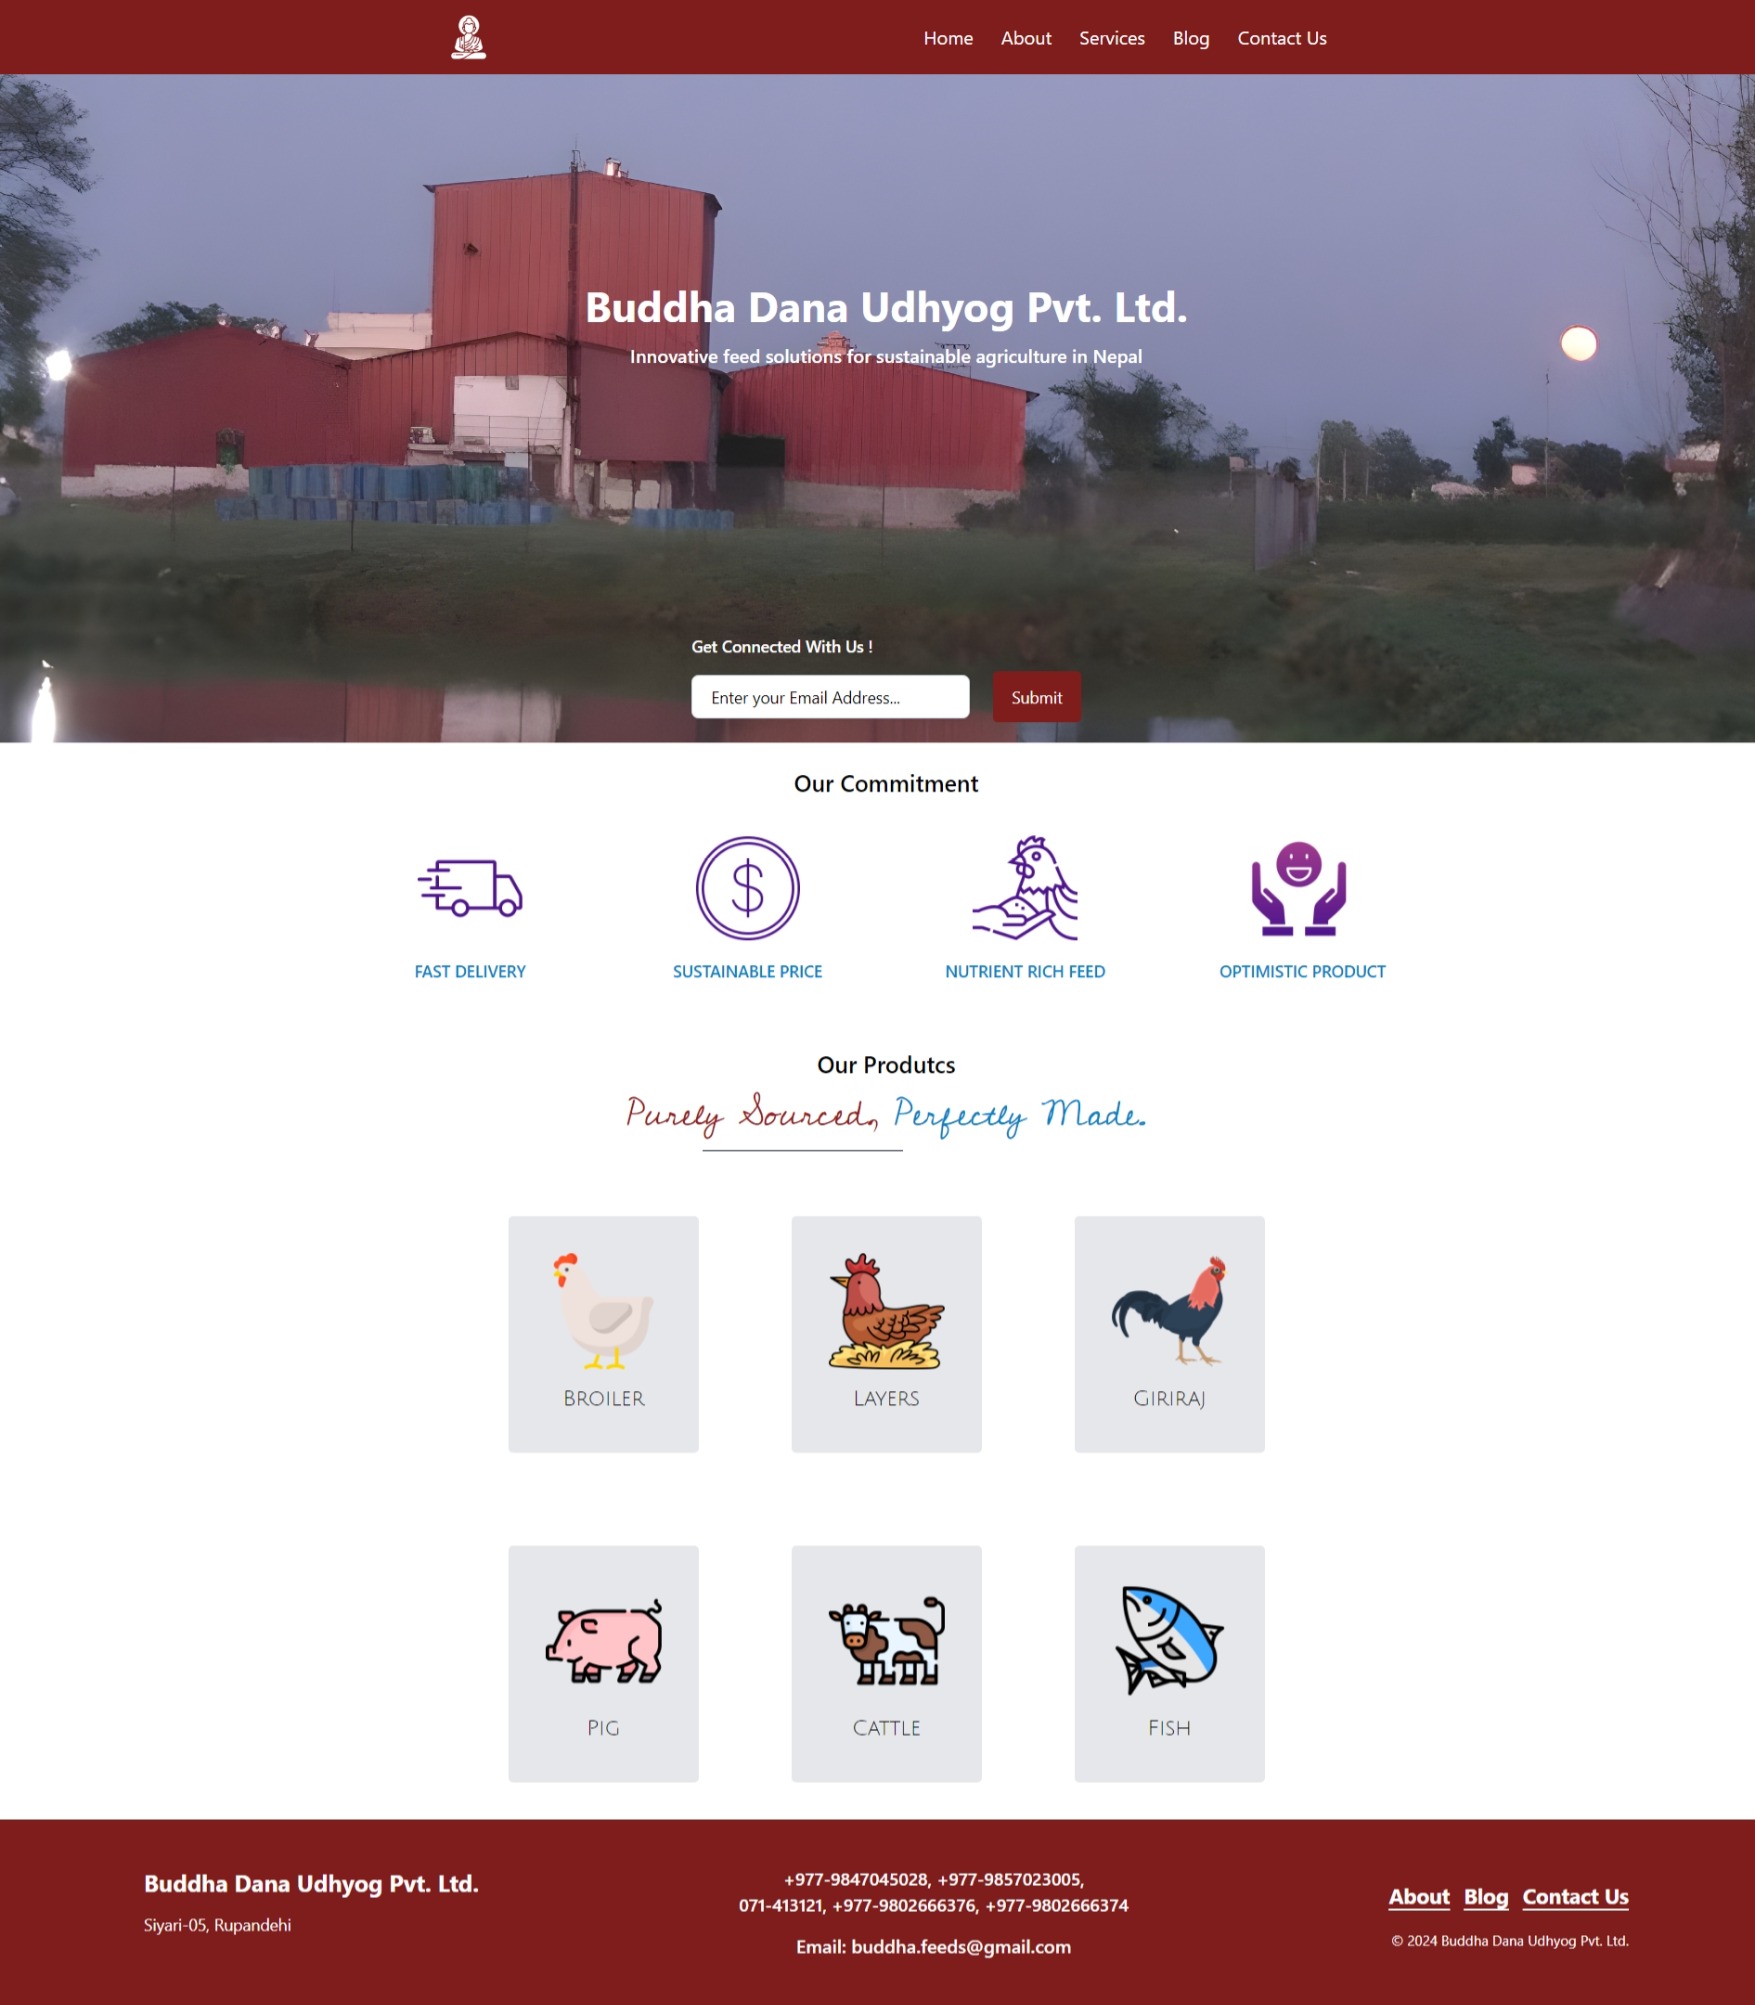 Home About Services Blog Contact Us
Buddha Dana Udhyog Pvt. Ltd.
Innovative feed solutions for sustainable agriculture in Nepal
Get Connected With Us !
Enter your Email Address... Submit
Our Commitment
FAST DELIVERY SUSTAINABLE PRICE NUTRIENT RICH FEED OPTIMISTIC PRODUCT
Our Produtcs
Purely Sourced, Perfectly Made.
BROILER LAYERS GIRIRAJ
PIG CATTLE FISH
Buddha Dana Udhyog Pvt. Ltd.
Siyari-05, Rupandehi
+977-9847045028, +977-9857023005,
071-413121, +977-9802666376, +977-9802666374
Email: buddha.feeds@gmail.com
About Blog Contact Us
© 2024 Buddha Dana Udhyog Pvt. Ltd.